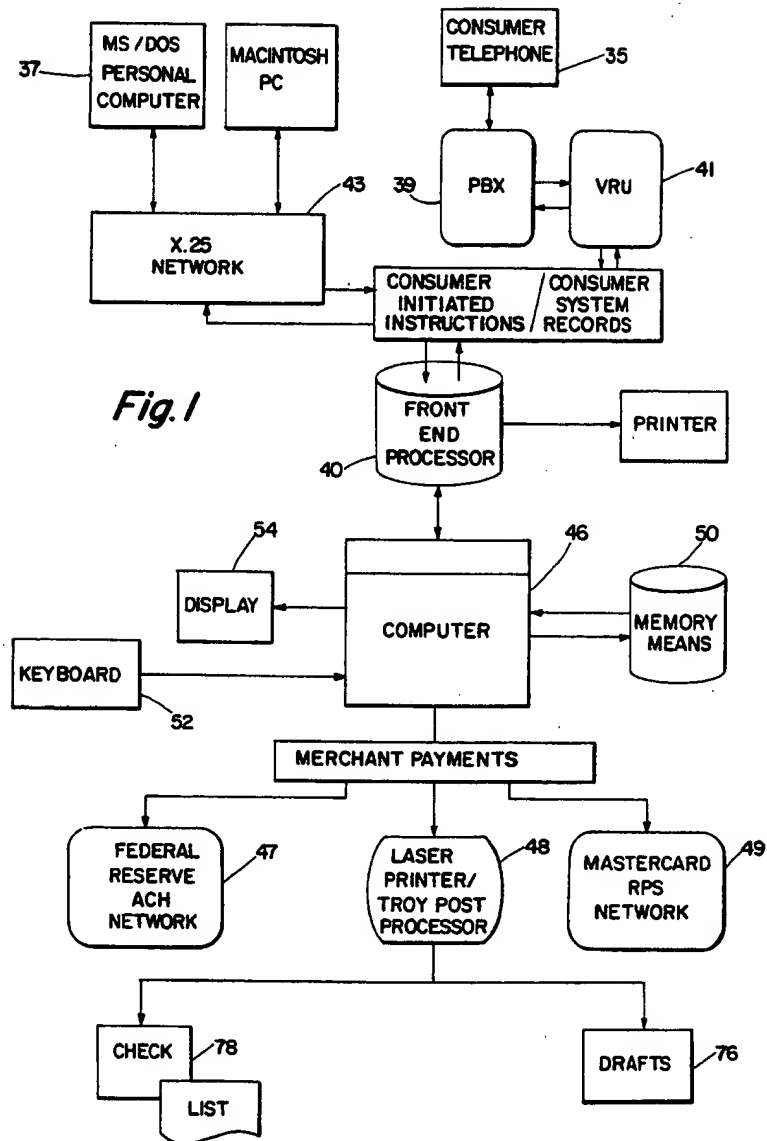 MS/DOS
PERSONAL
COMPUTER
37
MACINTOSH
PC
CONSUMER
TELEPHONE
35
43
PBX
39
VRU
41
X.25
NETWORK
CONSUMER
INITIATED
INSTRUCTIONS
/
CONSUMER
SYSTEM
RECORDS
Fig.1
FRONT
END
PROCESSOR
40
PRINTER
54
DISPLAY
46
COMPUTER
50
MEMORY
MEANS
KEYBOARD
52
MERCHANT PAYMENTS
FEDERAL
RESERVE
ACH
NETWORK
47
LASER
PRINTER/
TROY POST
PROCESSOR
48
MASTERCARD
RPS
NETWORK
49
CHECK
78
LIST
DRAFTS
76